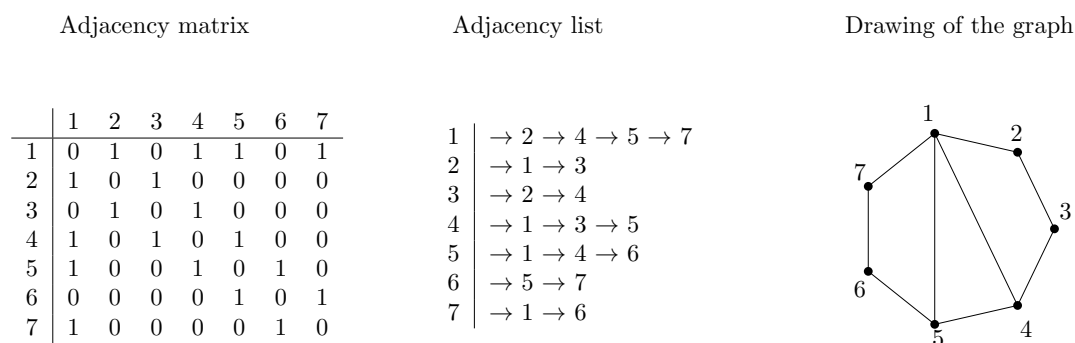 Adjacency matrix
Adjacency list
Drawing of the graph
1 2 3 4 5 6 7
1 0 1 0 1 1 0 1
2 1 0 1 0 0 0 0
3 0 1 0 1 0 0 0
4 1 0 1 0 1 0 0
5 1 0 0 1 0 1 0
6 0 0 0 0 1 0 1
7 1 0 0 0 0 1 0
1 → 2 → 4 → 5 → 7
2 → 1 → 3
3 → 2 → 4
4 → 1 → 3 → 5
5 → 1 → 4 → 6
6 → 5 → 7
7 → 1 → 6
1
2
7
3
6
4
5